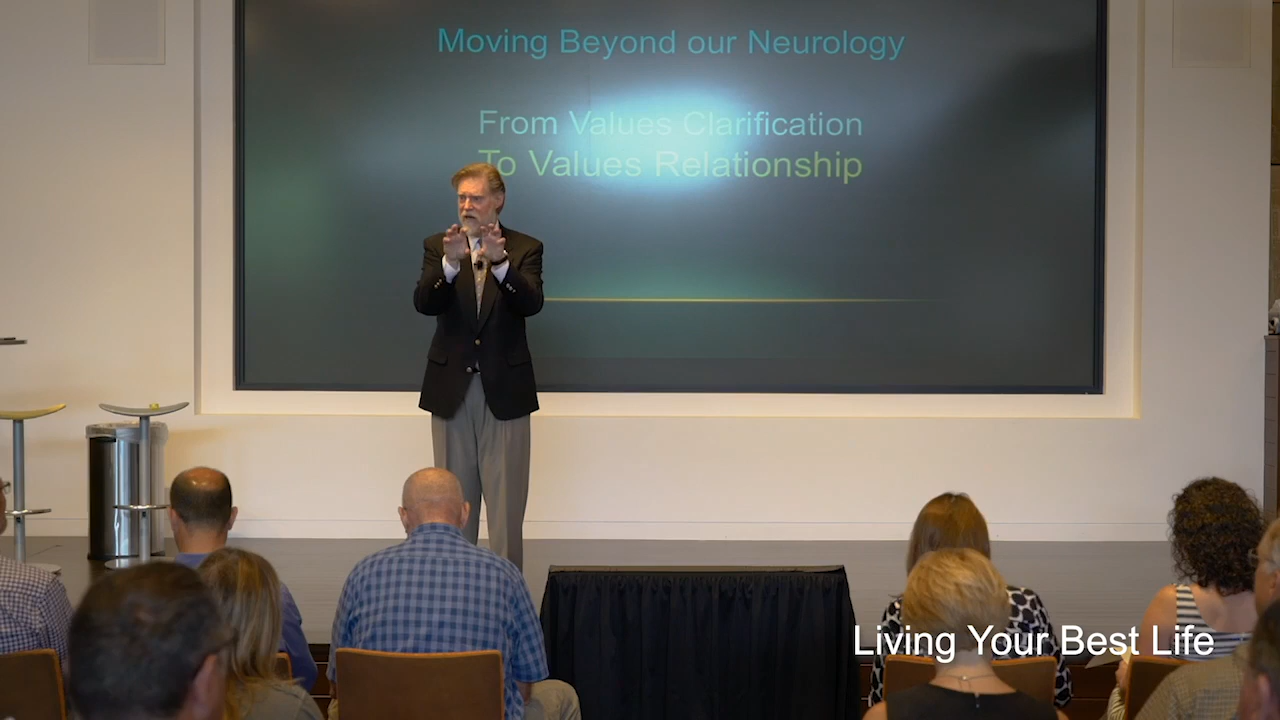 Moving Beyond our Neurology
From Values Clarification
To Values Relationship
Living Your Best Life